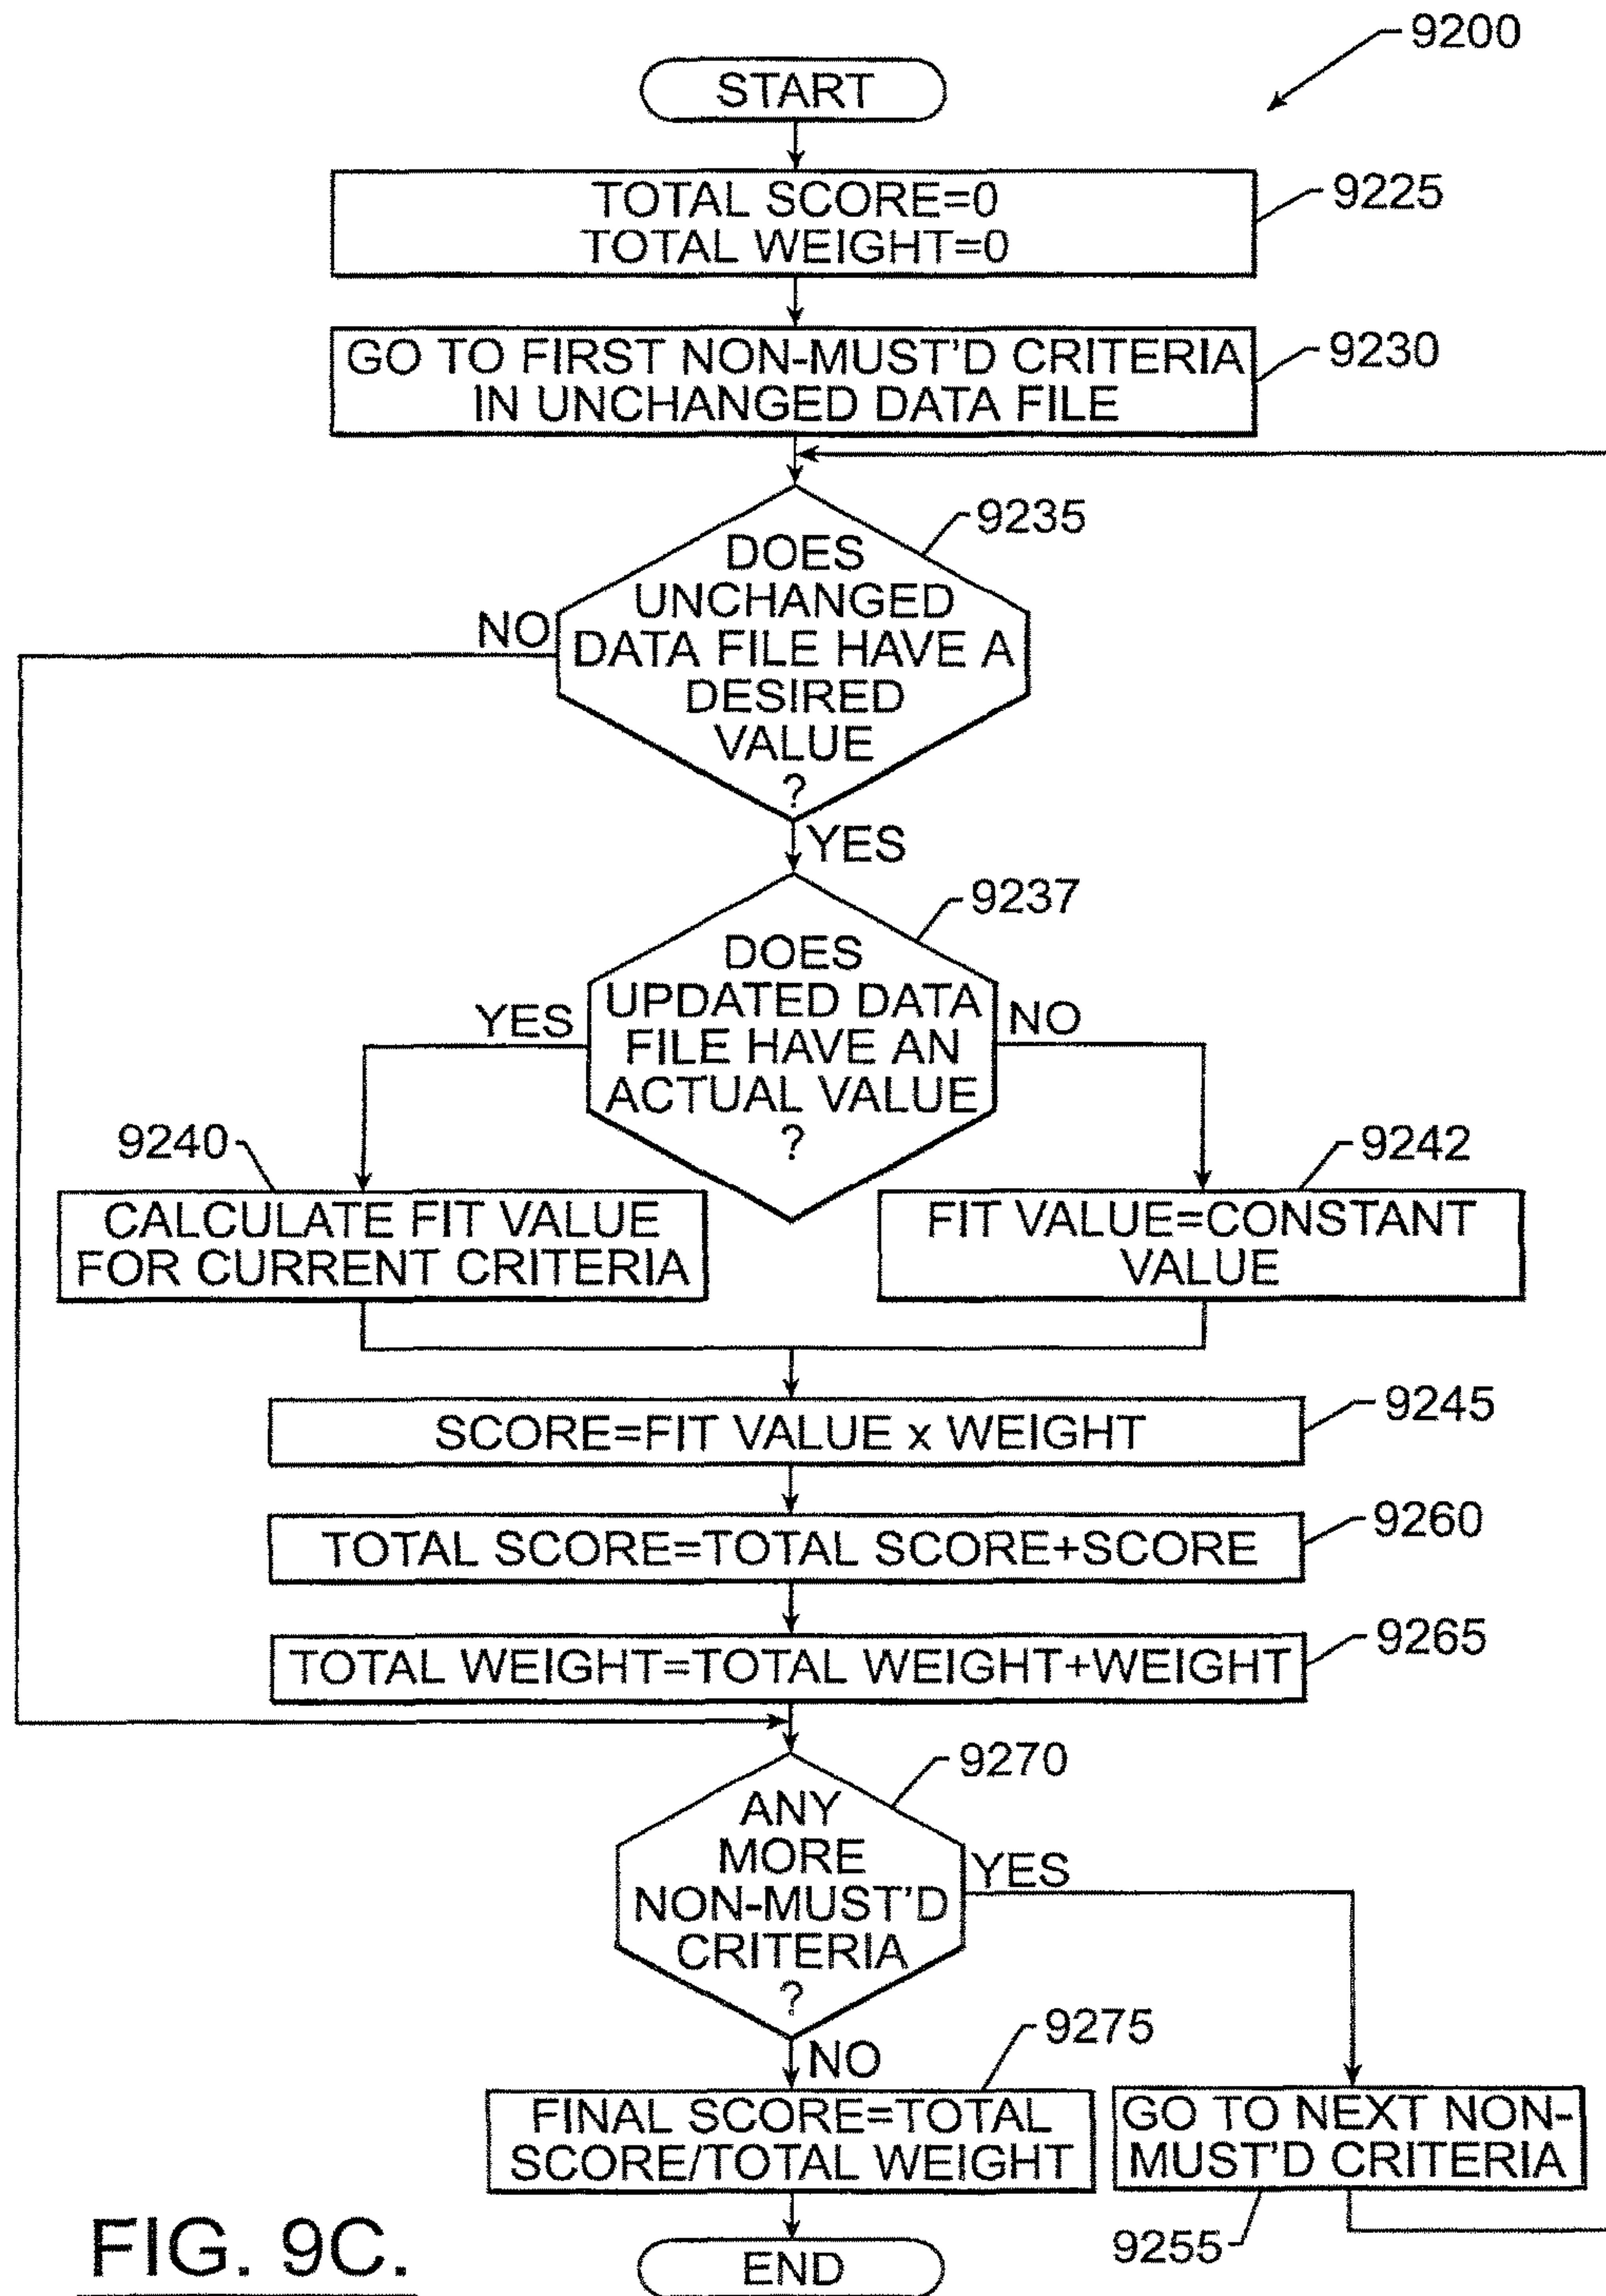 9200
START
TOTAL SCORE=0
TOTAL WEIGHT=0
9225
GO TO FIRST NON-MUST'D CRITERIA
IN UNCHANGED DATA FILE
9230
9235
DOES
UNCHANGED
DATA FILE HAVE A
DESIRED
VALUE
?
NO
YES
9237
DOES
UPDATED DATA
FILE HAVE AN
ACTUAL VALUE
?
YES
NO
9240
CALCULATE FIT VALUE
FOR CURRENT CRITERIA
9242
FIT VALUE=CONSTANT
VALUE
SCORE=FIT VALUE x WEIGHT
9245
TOTAL SCORE=TOTAL SCORE+SCORE
9260
TOTAL WEIGHT=TOTAL WEIGHT+WEIGHT
9265
9270
ANY
MORE
NON-MUST'D
CRITERIA
?
YES
NO
9275
FINAL SCORE=TOTAL
SCORE/TOTAL WEIGHT
GO TO NEXT NON-
MUST'D CRITERIA
9255
END
FIG. 9C.